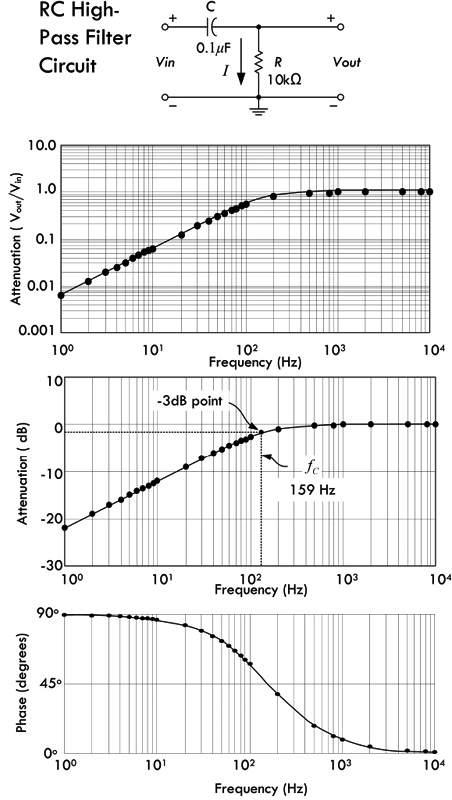 RC High-
Pass Filter
Circuit
C
+ +
0.1μF
Vin I R Vout
10kΩ
− −
10.0
1.0
0.1
0.01
0.001
Attenuation ( Vout/Vin)
10⁰ 10¹ 10² 10³ 10⁴
Frequency (Hz)
10
0
-10
-20
-30
Attenuation ( dB)
-3dB point
fC
159 Hz
10⁰ 10¹ 10² 10³ 10⁴
Frequency (Hz)
90°
45°
0°
Phase (degrees)
10⁰ 10¹ 10² 10³ 10⁴
Frequency (Hz)